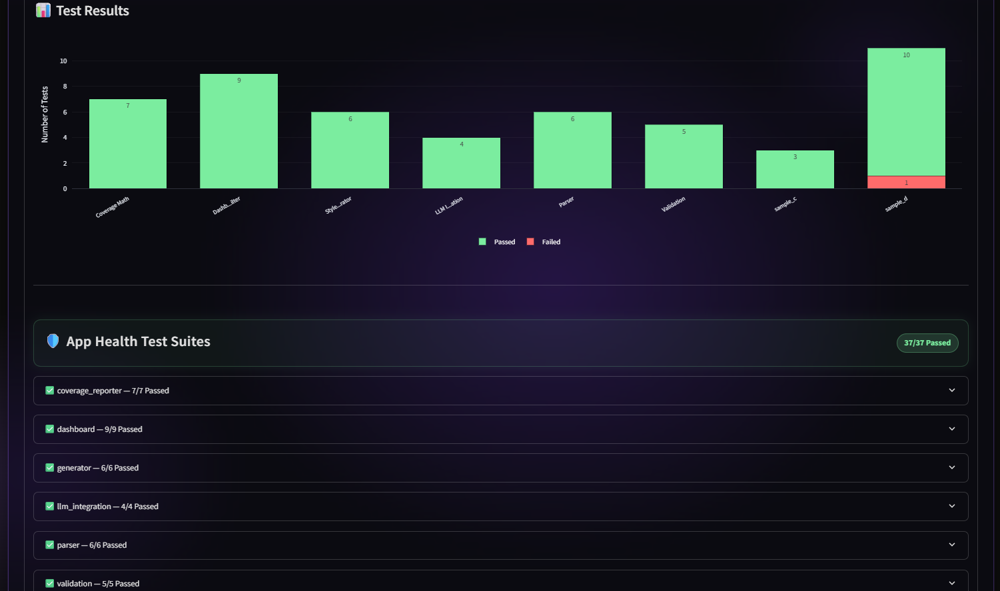 Test Results
Number of Tests
10
8
6
4
2
0
7
9
6
4
6
5
3
10
1
Coverage Math
Dashb...ilter
Style...rator
LLM I...ation
Parser
Validation
sample_c
sample_d
Passed
Failed
App Health Test Suites
37/37 Passed
coverage_reporter — 7/7 Passed
dashboard — 9/9 Passed
generator — 6/6 Passed
llm_integration — 4/4 Passed
parser — 6/6 Passed
validation — 5/5 Passed